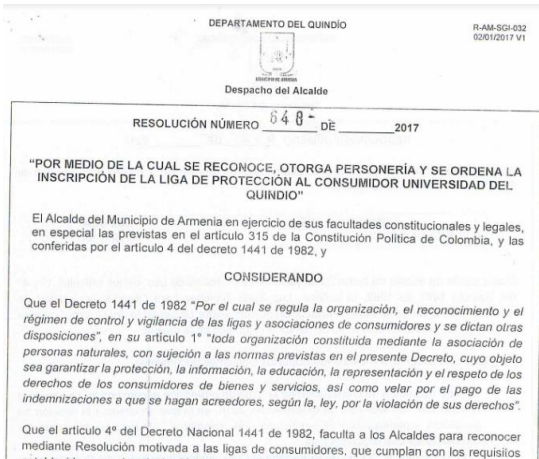 DEPARTAMENTO DEL QUINDÍO
R-AM-SGI-032
02/01/2017 V1
MUNICIPIO DE ARMENIA
Despacho del Alcalde
RESOLUCIÓN NÚMERO 648- DE ________ 2017
"POR MEDIO DE LA CUAL SE RECONOCE, OTORGA PERSONERÍA Y SE ORDENA LA
INSCRIPCIÓN DE LA LIGA DE PROTECCIÓN AL CONSUMIDOR UNIVERSIDAD DEL
QUINDIO"
El Alcalde del Municipio de Armenia en ejercicio de sus facultades constitucionales y legales,
en especial las previstas en el articulo 315 de la Constitución Política de Colombia, y las
conferidas por el artículo 4 del decreto 1441 de 1982, y
CONSIDERANDO
Que el Decreto 1441 de 1982 "Por el cual se regula la organización, el reconocimiento y el
régimen de control y vigilancia de las ligas y asociaciones de consumidores y se dictan otras
disposiciones", en su artículo 1° "toda organización constituida mediante la asociación de
personas naturales, con sujeción a las normas previstas en el presente Decreto, cuyo objeto
sea garantizar la protección, la información, la educación, la representación y el respeto de los
derechos de los consumidores de bienes y servicios, así como velar por el pago de las
indemnizaciones a que se hagan acreedores, según la, ley, por la violación de sus derechos".
Que el artículo 4º del Decreto Nacional 1441 de 1982, faculta a los Alcaldes para reconocer
mediante Resolución motivada a las ligas de consumidores, que cumplan con los requisitos